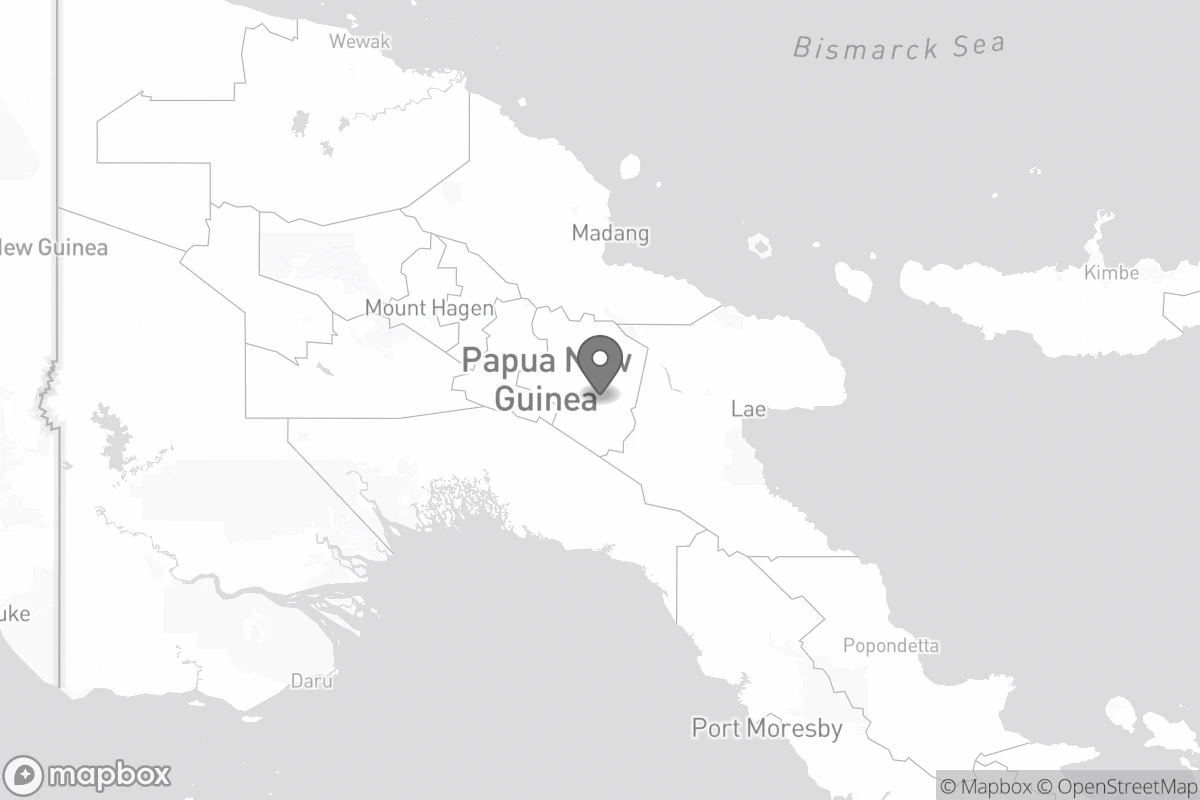 Wewak
Bismarck Sea
Madang
New Guinea
Kimbe
Mount Hagen
Papua New
Guinea
Lae
uke
Popondetta
Daru
Port Moresby
mapbox
© Mapbox © OpenStreetMap